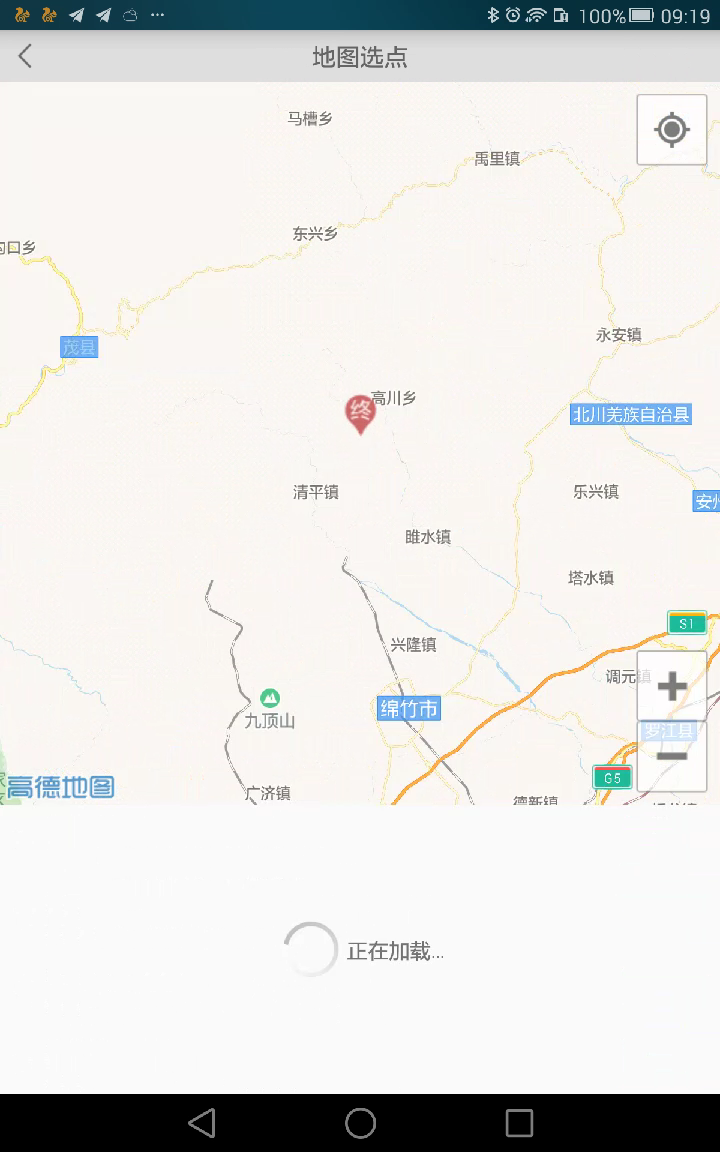 100% 09:19
地图选点
马槽乡
禹里镇
东兴乡
口乡
永安镇
茂县
高川乡
终
北川羌族自治县
清平镇
乐兴镇
安州
雎水镇
塔水镇
S1
兴隆镇
调元镇
绵竹市
九顶山
罗江县
G5
高德地图
广济镇
德新镇
正在加载...